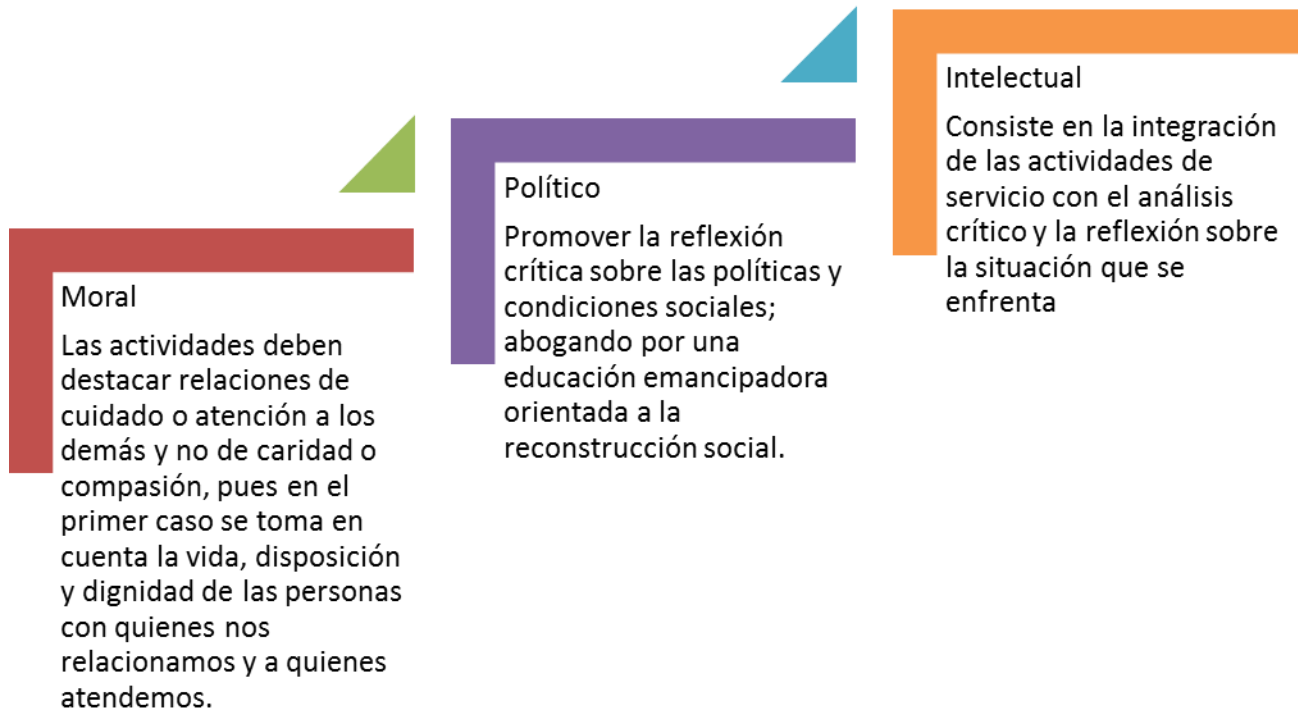 Moral
Las actividades deben
destacar relaciones de
cuidado o atención a los
demás y no de caridad o
compasión, pues en el
primer caso se toma en
cuenta la vida, disposición
y dignidad de las personas
con quienes nos
relacionamos y a quienes
atendemos.
Político
Promover la reflexión
crítica sobre las políticas y
condiciones sociales;
abogando por una
educación emancipadora
orientada a la
reconstrucción social.
Intelectual
Consiste en la integración
de las actividades de
servicio con el análisis
crítico y la reflexión sobre
la situación que se
enfrenta